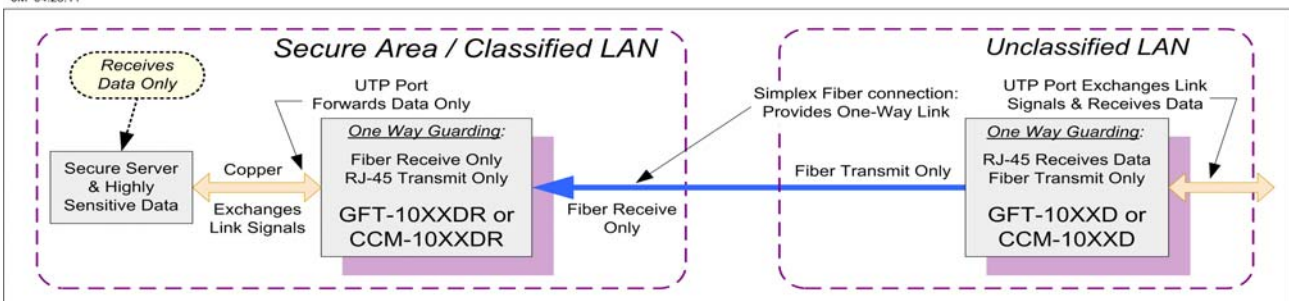 Secure Area / Classified LAN
Unclassified LAN
Receives
Data Only
UTP Port
Forwards Data Only
Simplex Fiber connection:
Provides One-Way Link
UTP Port Exchanges Link
Signals & Receives Data
Secure Server
& Highly
Sensitive Data
Copper
Exchanges
Link Signals
One Way Guarding:
Fiber Receive Only
RJ-45 Transmit Only
GFT-10XXDR or
CCM-10XXDR
Fiber Receive
Only
Fiber Transmit Only
One Way Guarding:
RJ-45 Receives Data
Fiber Transmit Only
GFT-10XXD or
CCM-10XXD